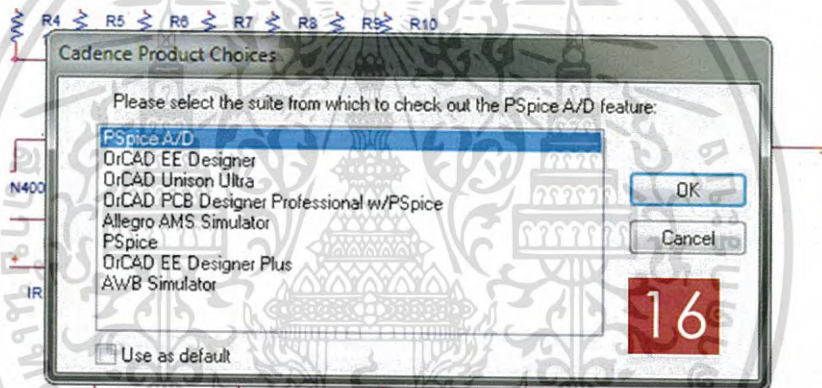 R4 R5 R6 R7 R8 R9 R10
Cadence Product Choices
Please select the suite from which to check out the PSpice A/D feature:
PSpice A/D
OrCAD EE Designer
OrCAD Unison Ultra
OrCAD PCB Designer Professional w/PSpice
Allegro AMS Simulator
PSpice
OrCAD EE Designer Plus
AWB Simulator
OK
Cancel
N400
IR
16
Use as default